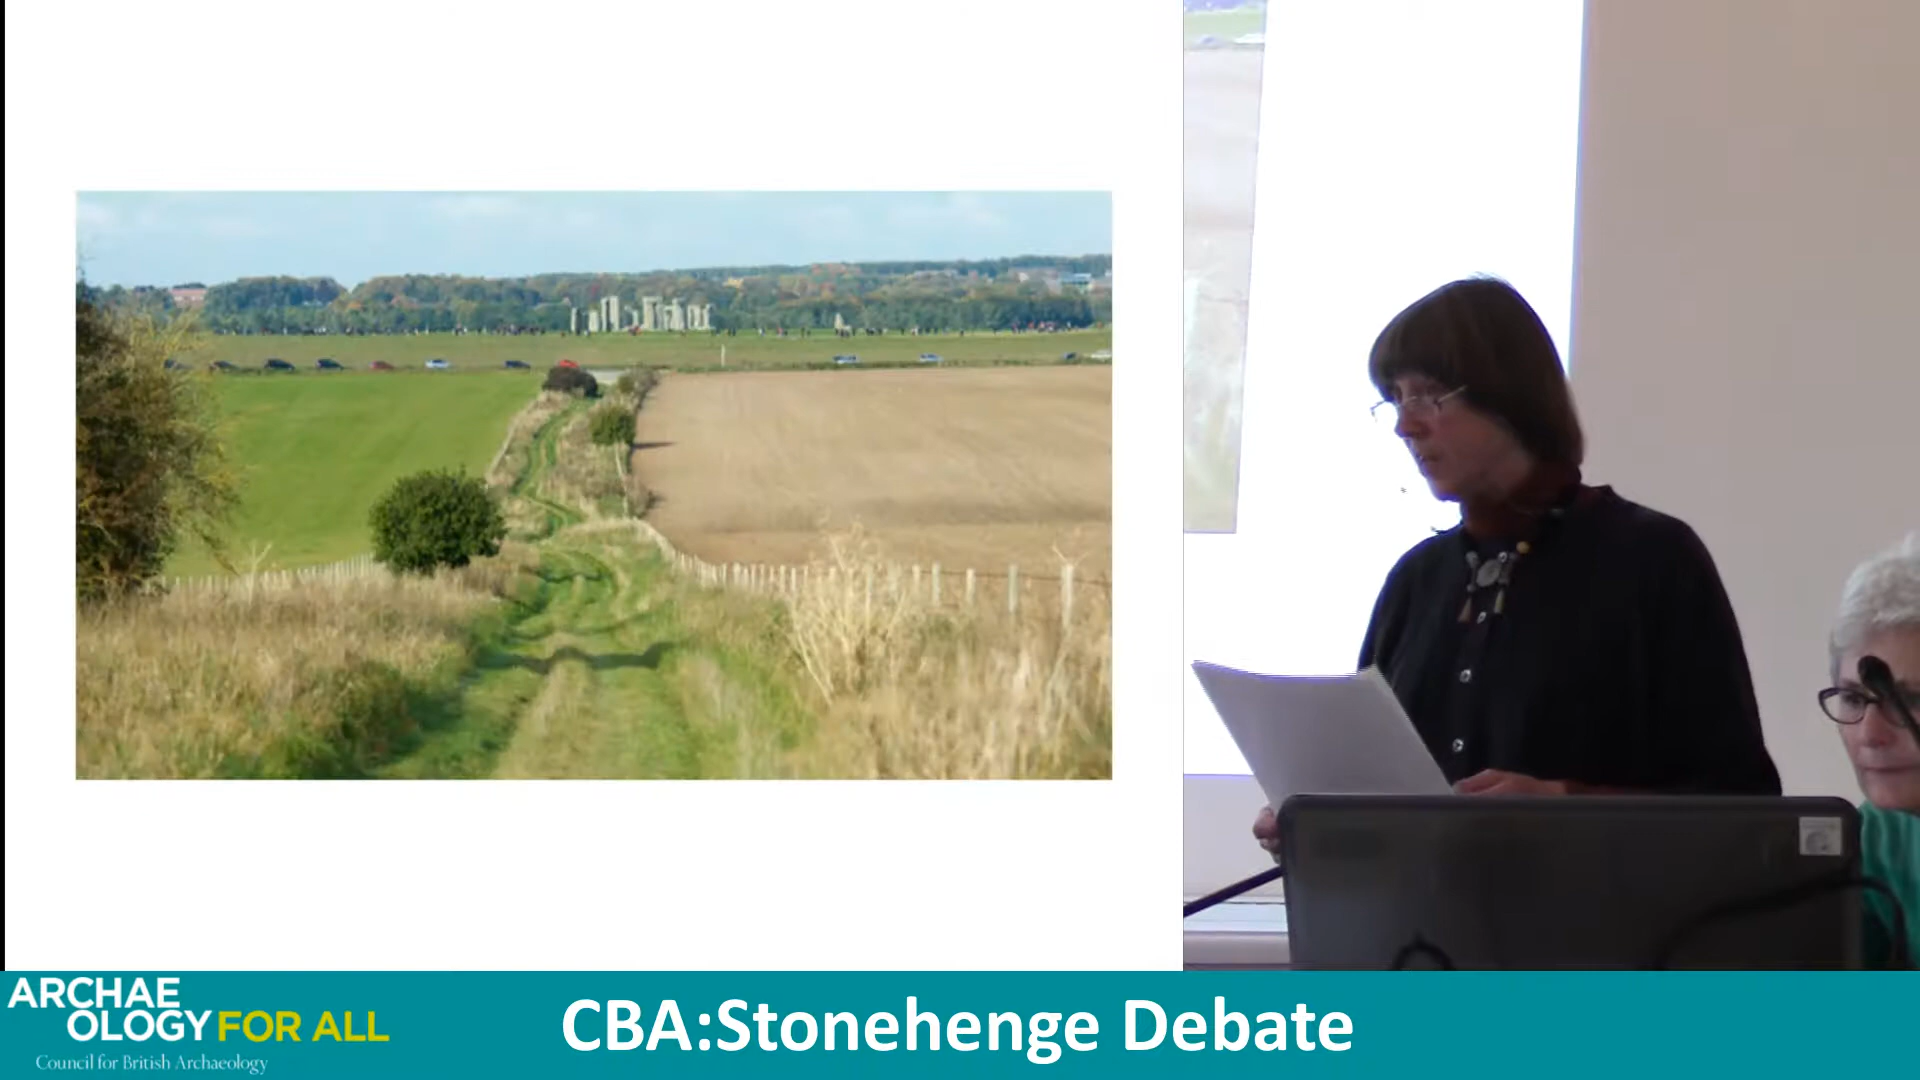 ARCHAE
OLOGY FOR ALL
Council for British Archaeology
CBA:Stonehenge Debate